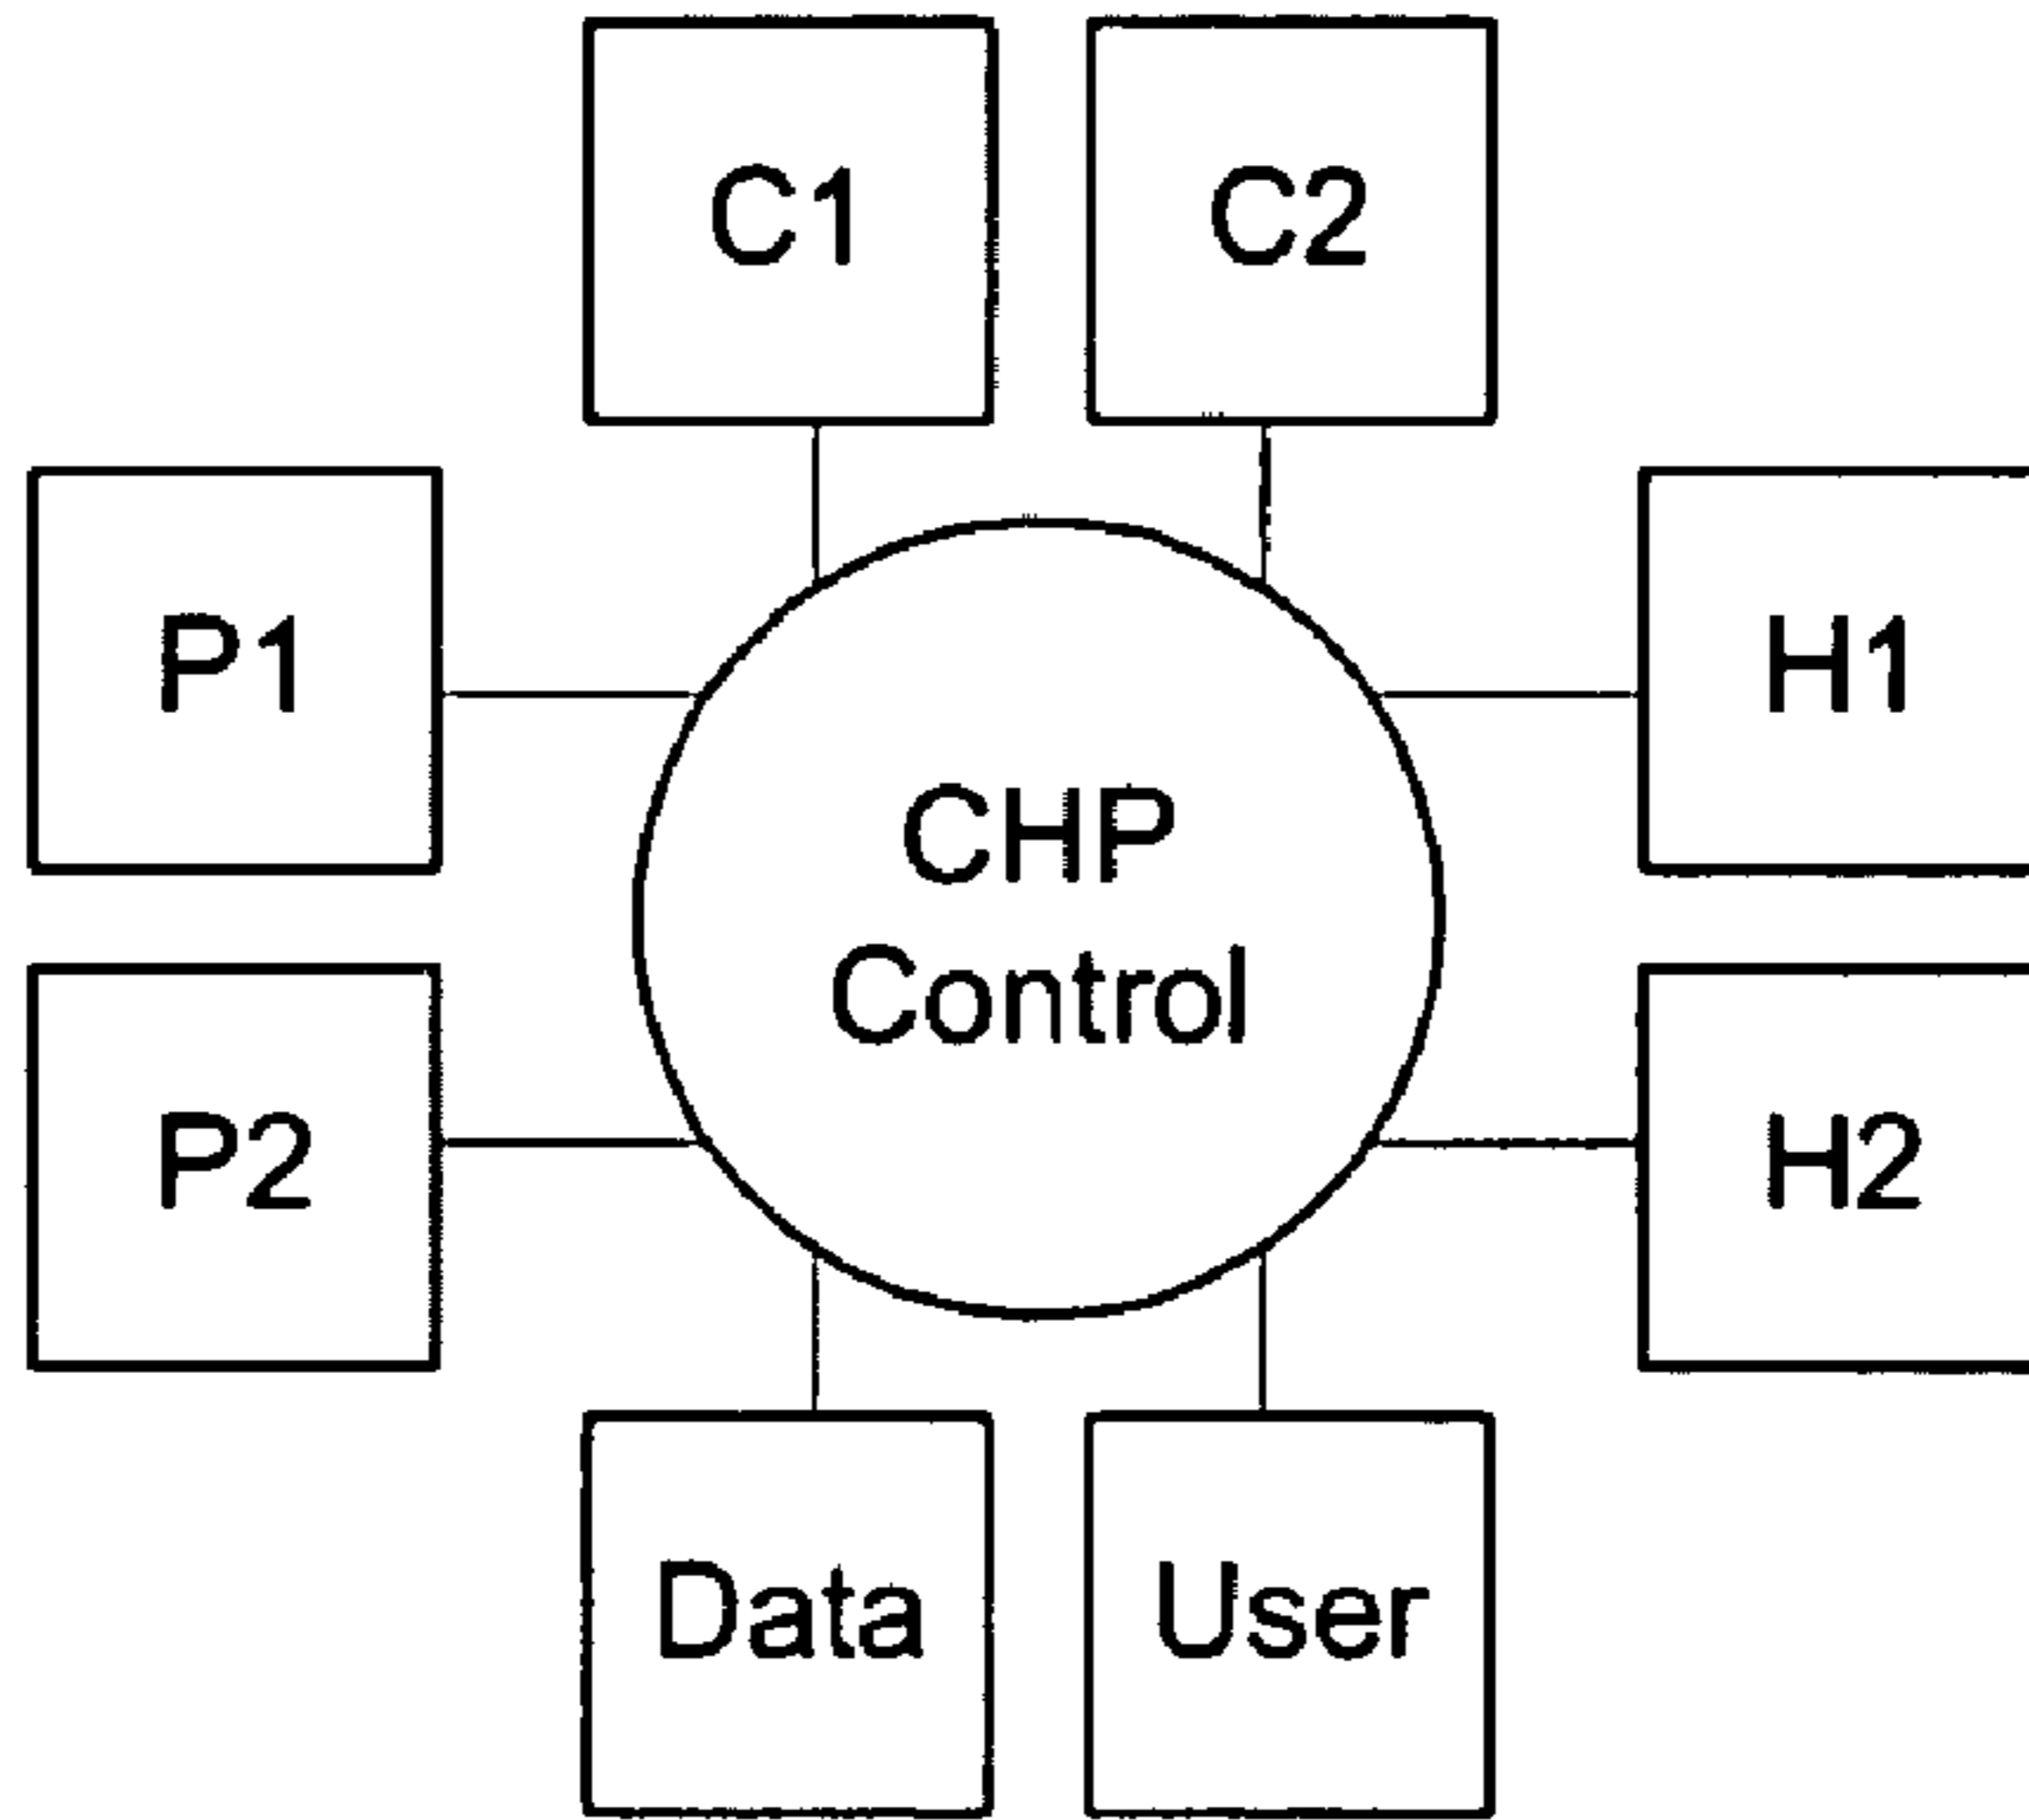 C1
C2
P1
H1
CHP
Control
P2
H2
Data
User